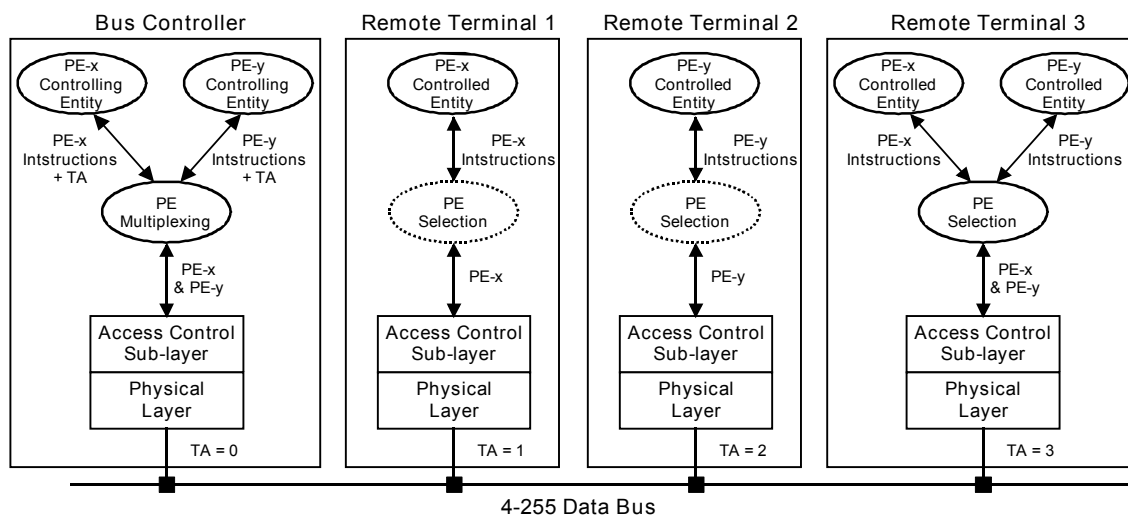 Bus Controller
PE-x
Controlling
Entity
PE-y
Controlling
Entity
PE-x
Intstructions
+ TA
PE-y
Intstructions
+ TA
PE
Multiplexing
PE-x
& PE-y
Access Control
Sub-layer
Physical
Layer
TA = 0
Remote Terminal 1
PE-x
Controlled
Entity
PE-x
Intstructions
PE
Selection
PE-x
Access Control
Sub-layer
Physical
Layer
TA = 1
Remote Terminal 2
PE-y
Controlled
Entity
PE-y
Intstructions
PE
Selection
PE-y
Access Control
Sub-layer
Physical
Layer
TA = 2
Remote Terminal 3
PE-x
Controlled
Entity
PE-y
Controlled
Entity
PE-x
Intstructions
PE-y
Intstructions
PE
Selection
PE-x
& PE-y
Access Control
Sub-layer
Physical
Layer
TA = 3
4-255 Data Bus